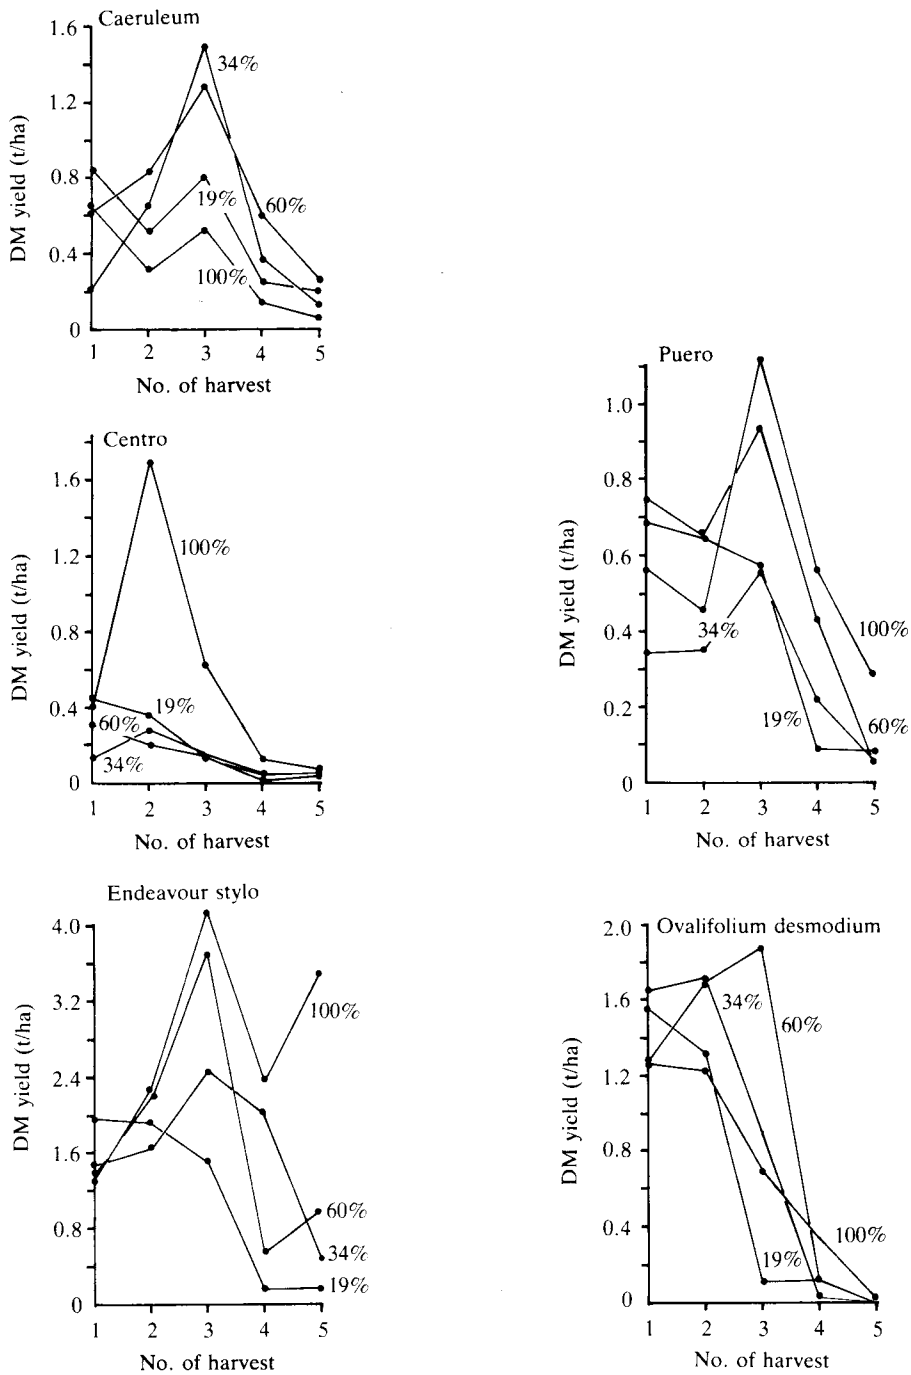 Caeruleum
1.6
1.2
0.8
0.4
0
DM yield (t/ha)
34%
19%
60%
100%
1 2 3 4 5
No. of harvest
Centro
1.6
1.2
0.8
0.4
0
DM yield (t/ha)
100%
19%
60%
34%
1 2 3 4 5
No. of harvest
Puero
1.0
0.8
0.6
0.4
0.2
0
DM yield (t/ha)
34%
100%
19%
60%
1 2 3 4 5
No. of harvest
Endeavour stylo
4.0
3.2
2.4
1.6
0.8
0
DM yield (t/ha)
100%
60%
34%
19%
1 2 3 4 5
No. of harvest
Ovalifolium desmodium
2.0
1.6
1.2
0.8
0.4
0
DM yield (t/ha)
34%
60%
100%
19%
1 2 3 4 5
No. of harvest